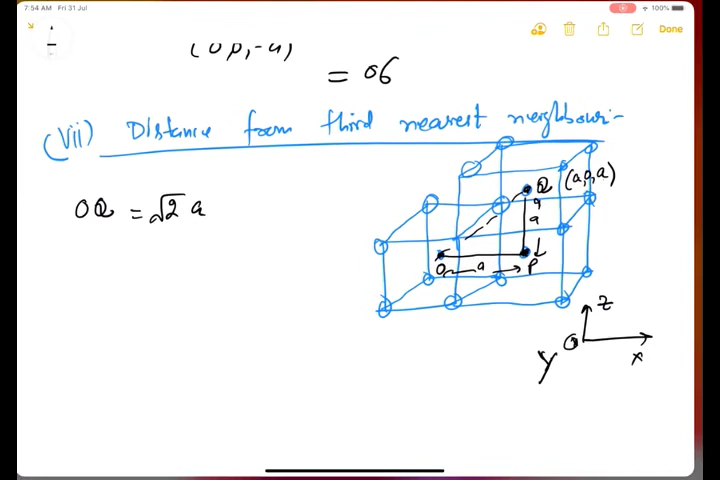 7:54 AM Fri 31 Jul
100%
Done
= 06
(vii) Distance from third nearest neighbour:-
OQ = √2 a
Q (a,0,a)
a
a
O a P
z
x
Y